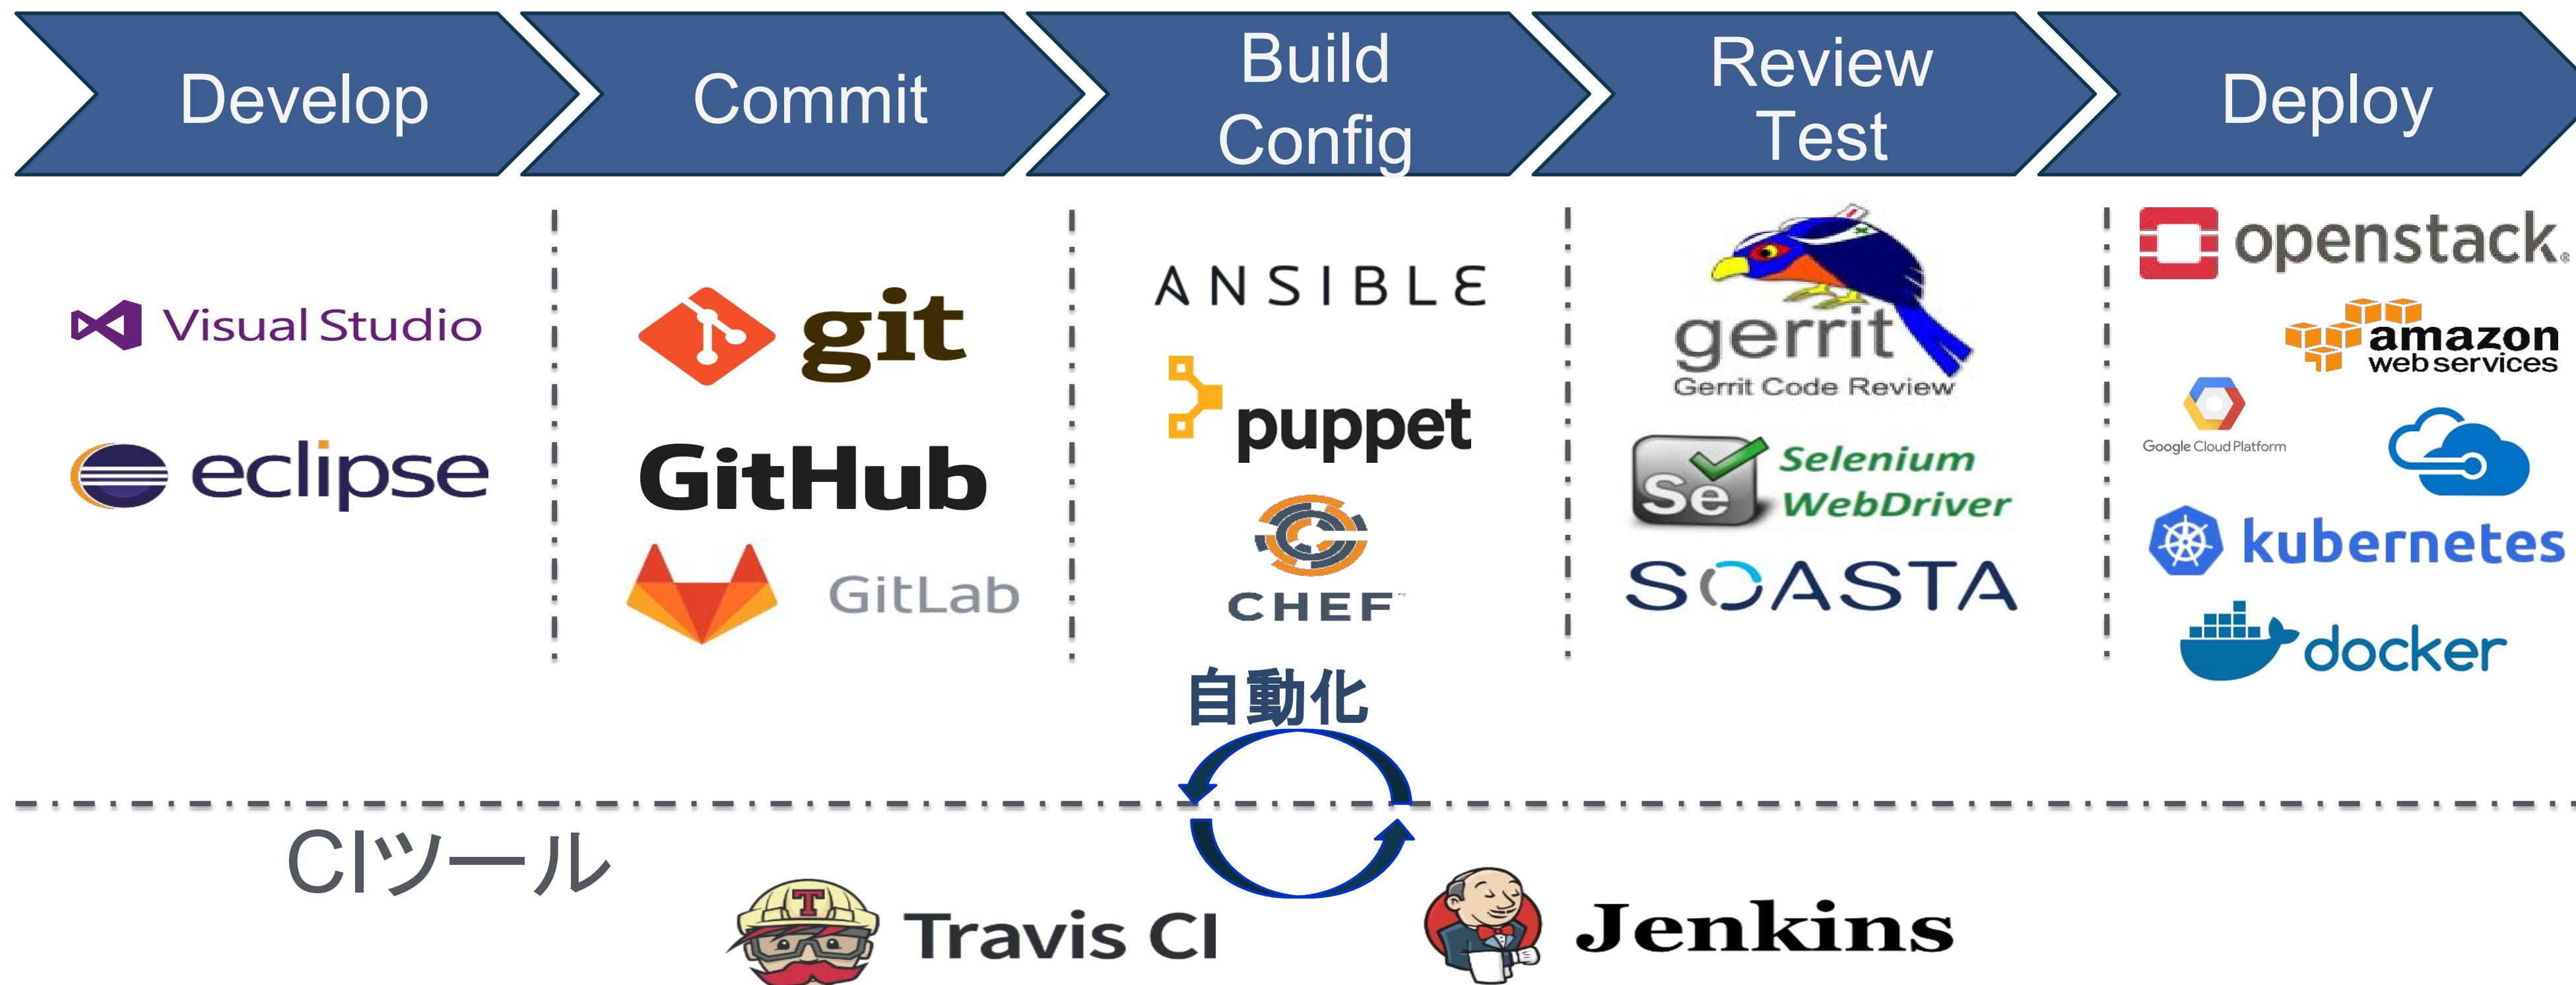 Develop
Commit
Build
Config
Review
Test
Deploy
Visual Studio
eclipse
git
GitHub
GitLab
ANSIBLE
puppet
CHEF
gerrit
Gerrit Code Review
Se
Selenium
WebDriver
SOASTA
openstack.
amazon
web services
Google Cloud Platform
kubernetes
docker
自動化
CIツール
T
Travis CI
Jenkins